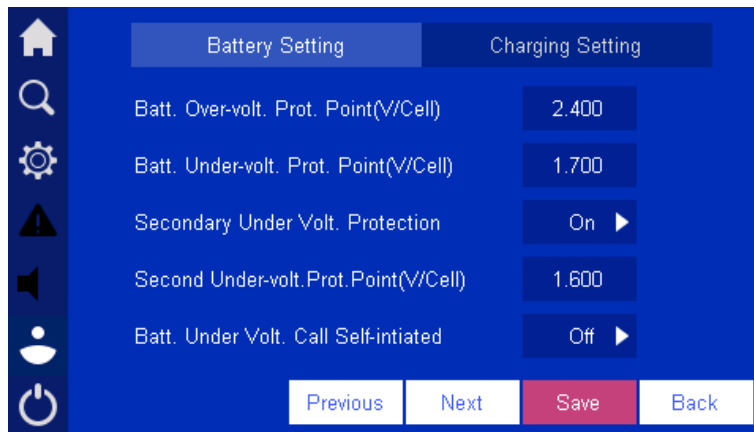 Battery Setting Charging Setting
Batt. Over-volt. Prot. Point(V/Cell) 2.400
Batt. Under-volt. Prot. Point(V/Cell) 1.700
Secondary Under Volt. Protection On
Second Under-volt.Prot.Point(V/Cell) 1.600
Batt. Under Volt. Call Self-intiated Off
Previous Next Save Back